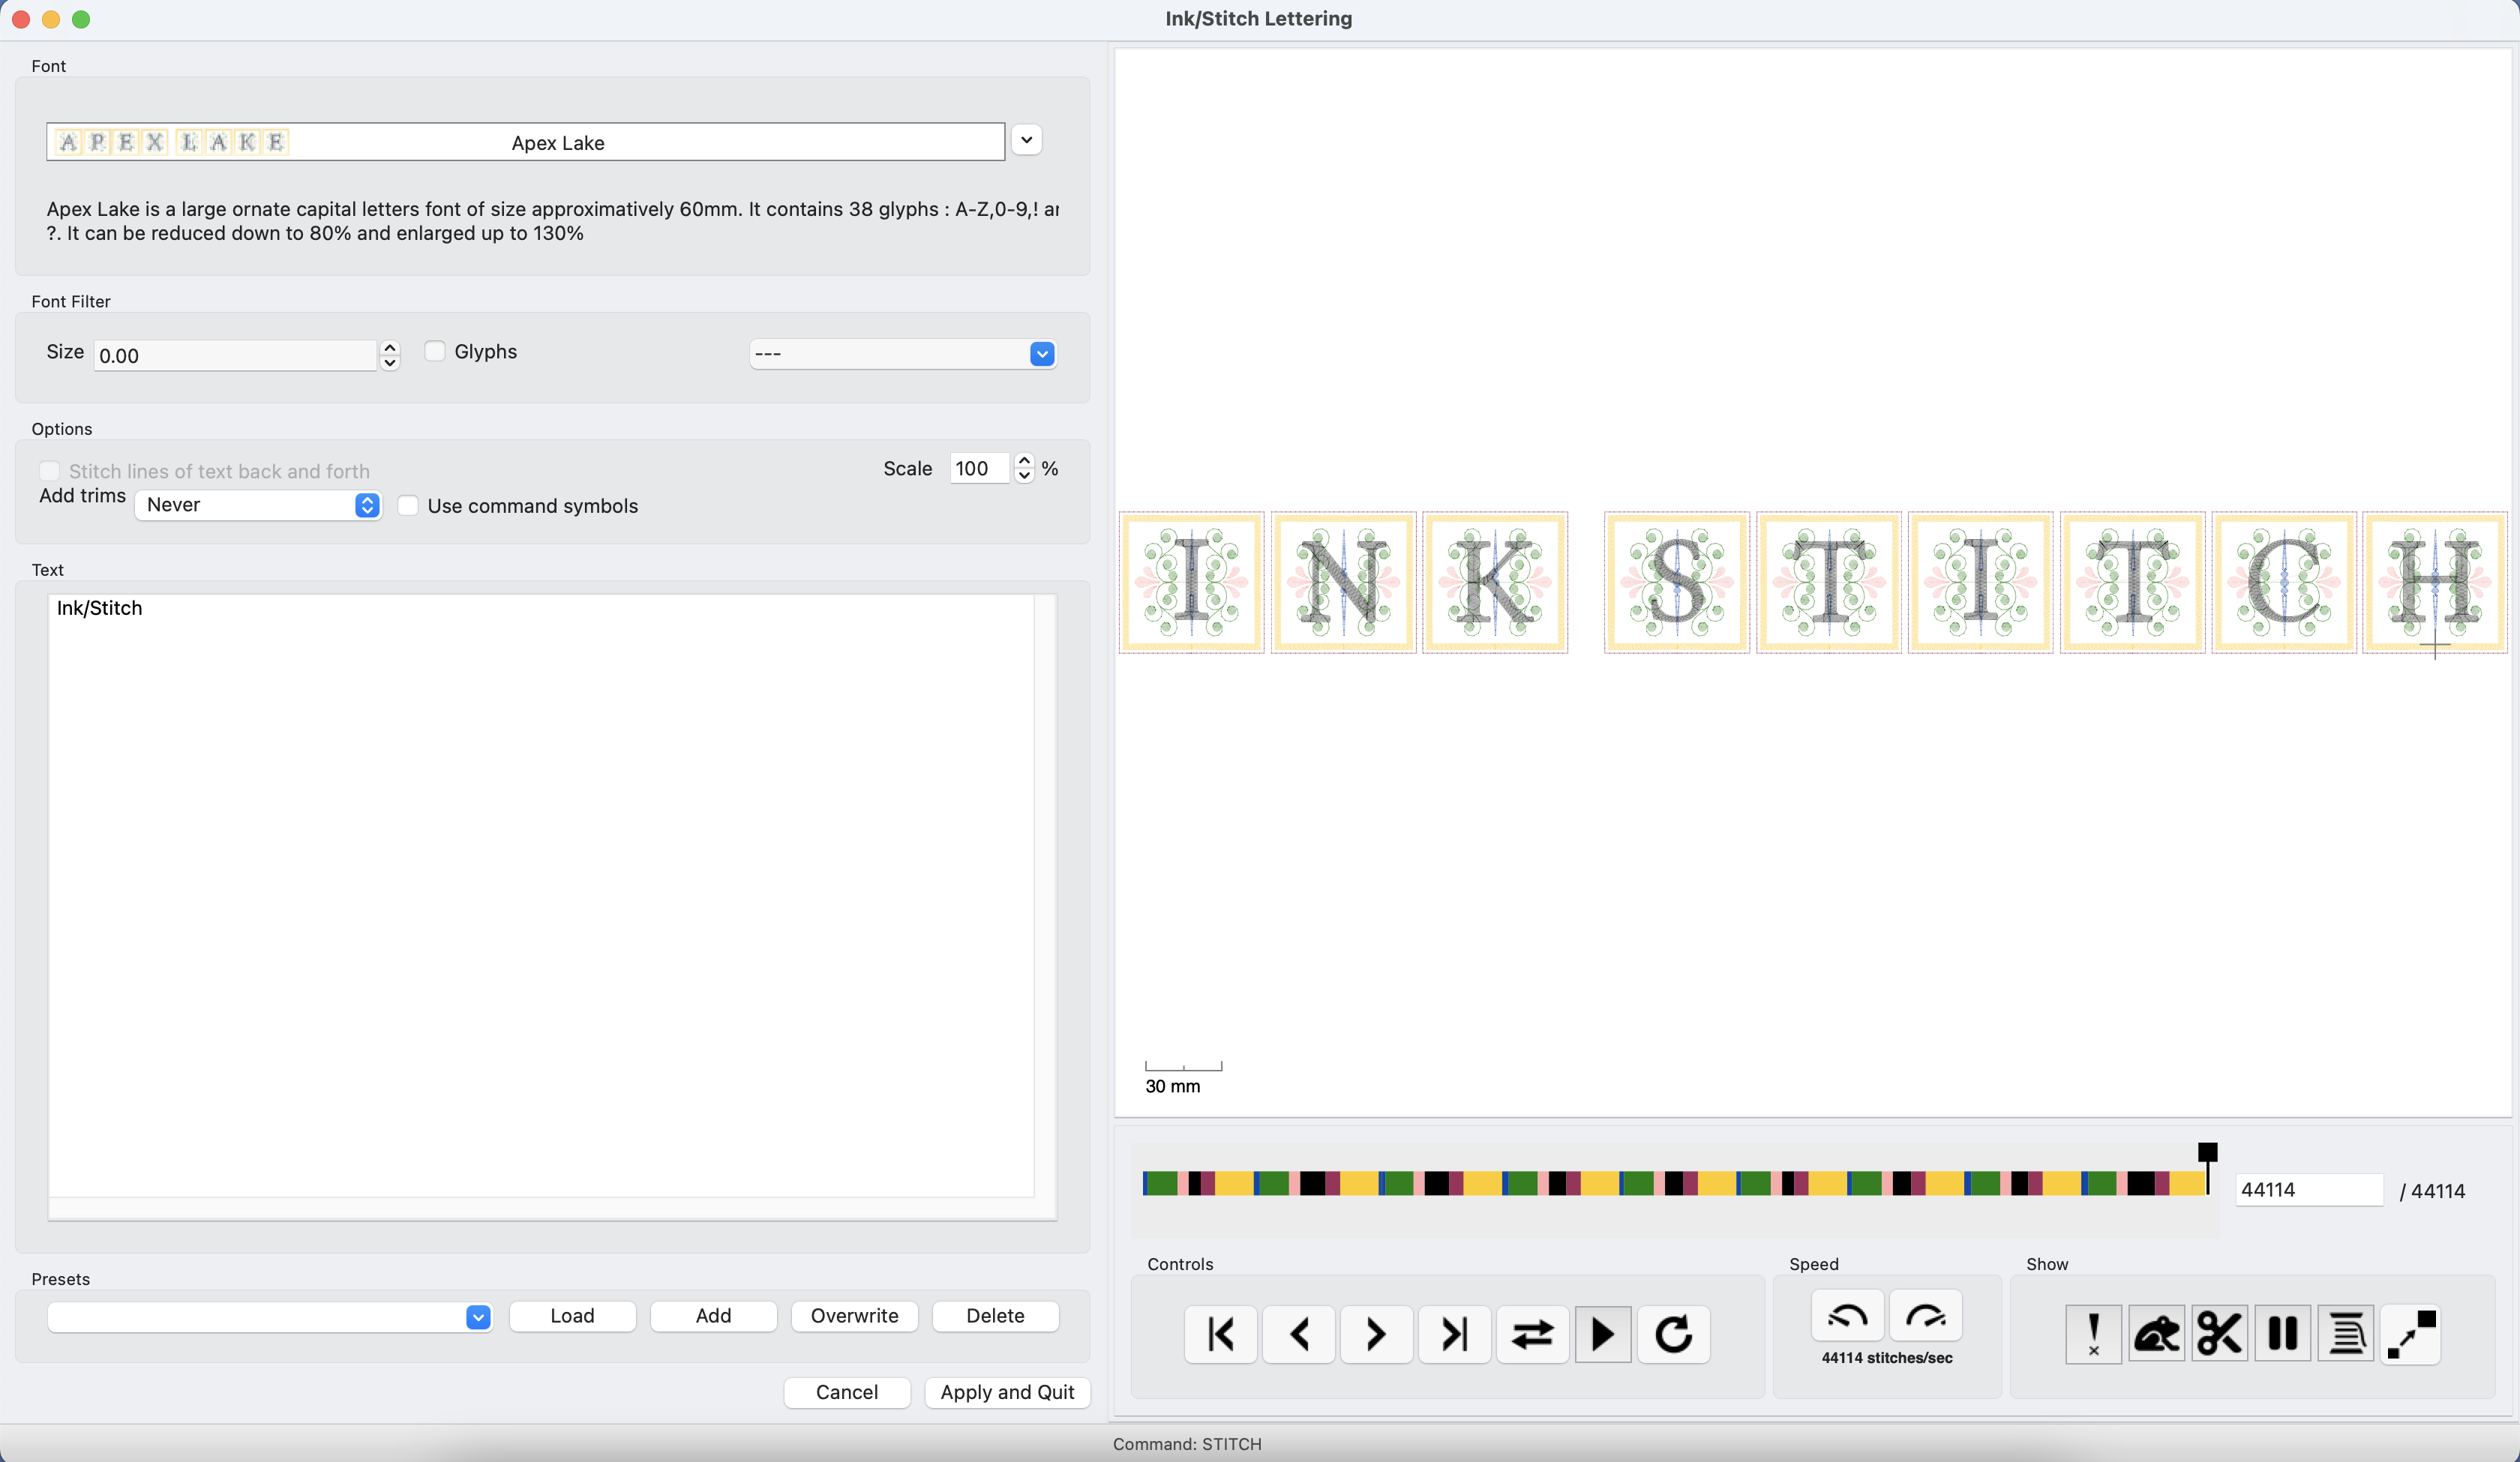 Ink/Stitch Lettering
Font
APEX LAKE Apex Lake
Apex Lake is a large ornate capital letters font of size approximatively 60mm. It contains 38 glyphs : A-Z,0-9,! ar
?. It can be reduced down to 80% and enlarged up to 130%
Font Filter
Size 0.00 Glyphs ---
Options
Stitch lines of text back and forth Scale 100 %
Add trims Never Use command symbols
Text
Ink/Stitch
INK STITCH
30 mm
44114 / 44114
Controls Speed Show
44114 stitches/sec
Presets
Load Add Overwrite Delete
Cancel Apply and Quit
Command: STITCH